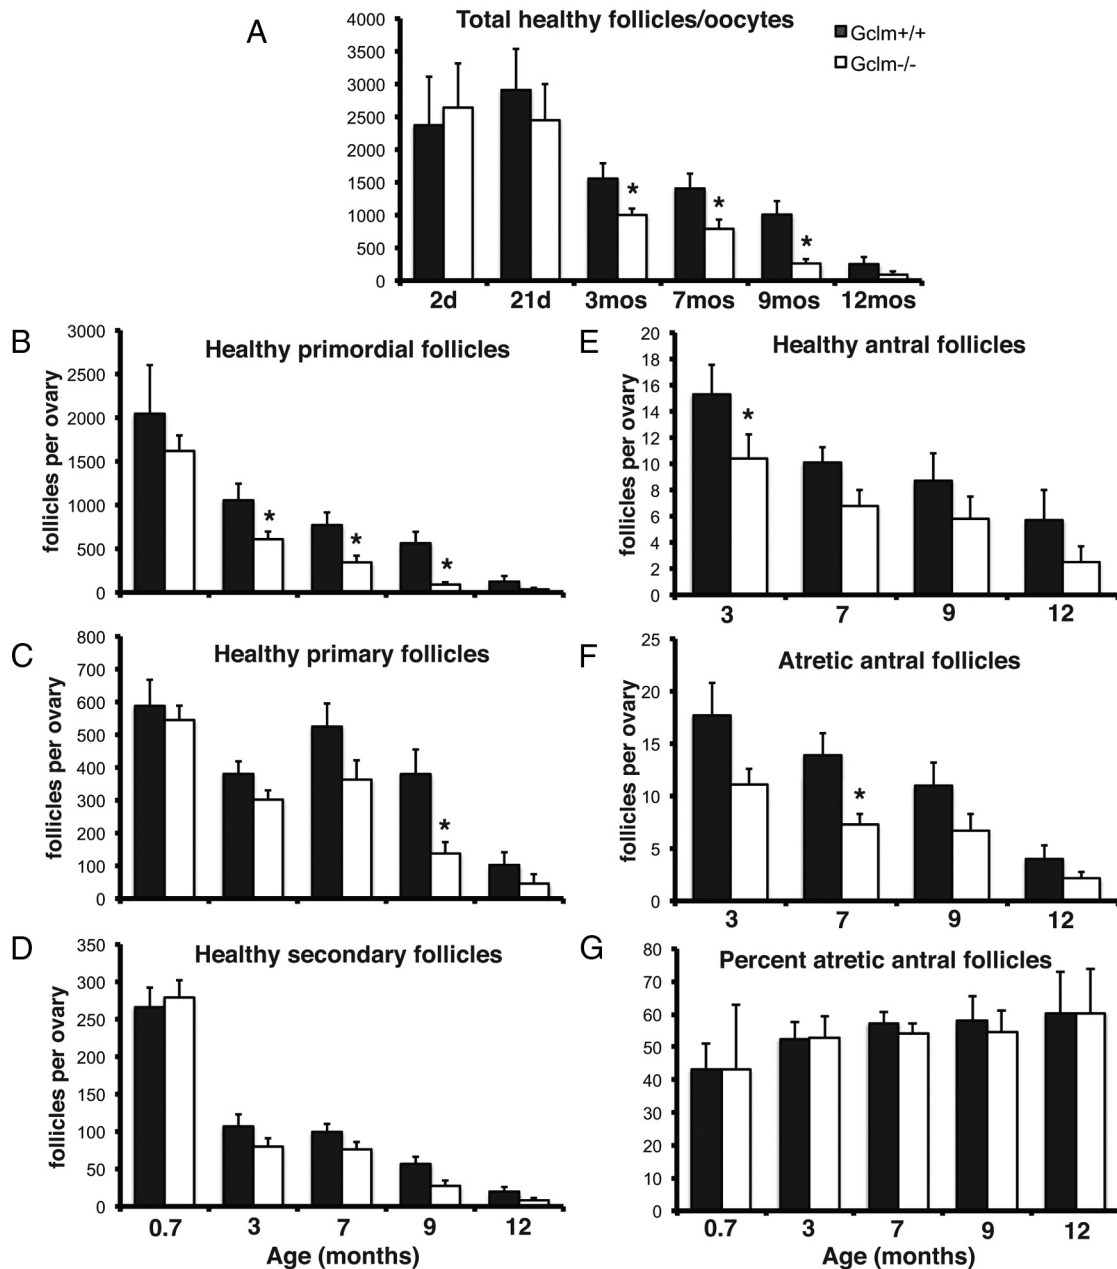 A
Total healthy follicles/oocytes
Gclm+/+
Gclm-/-
4000
3500
3000
2500
2000
1500
1000
500
0
*
*
*
2d 21d 3mos 7mos 9mos 12mos
B
Healthy primordial follicles
follicles per ovary
3000
2500
2000
1500
1000
500
0
*
*
*
C
Healthy primary follicles
follicles per ovary
800
700
600
500
400
300
200
100
0
*
D
Healthy secondary follicles
follicles per ovary
350
300
250
200
150
100
50
0
0.7 3 7 9 12
Age (months)
E
Healthy antral follicles
follicles per ovary
20
18
16
14
12
10
8
6
4
2
0
*
3 7 9 12
F
Atretic antral follicles
follicles per ovary
25
20
15
10
5
0
*
3 7 9 12
G
Percent atretic antral follicles
80
70
60
50
40
30
20
10
0
0.7 3 7 9 12
Age (months)